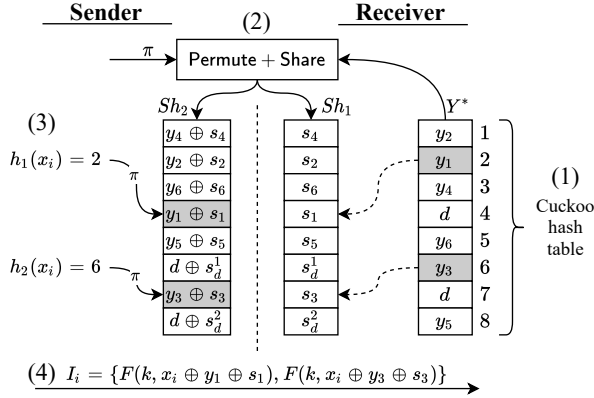 Sender
Receiver
(2)
π
Permute + Share
Sh₂
Sh₁
Y*
(3)
h₁(xᵢ) = 2
π
h₂(xᵢ) = 6
π
y₄ ⊕ s₄
y₂ ⊕ s₂
y₆ ⊕ s₆
y₁ ⊕ s₁
y₅ ⊕ s₅
d ⊕ s_d^1
y₃ ⊕ s₃
d ⊕ s_d^2
s₄
s₂
s₆
s₁
s₅
s_d^1
s₃
s_d^2
y₂ 1
y₁ 2
y₄ 3
d 4
y₆ 5
y₃ 6
d 7
y₅ 8
(1)
Cuckoo
hash
table
(4) Iᵢ = {F(k, xᵢ ⊕ y₁ ⊕ s₁), F(k, xᵢ ⊕ y₃ ⊕ s₃)}